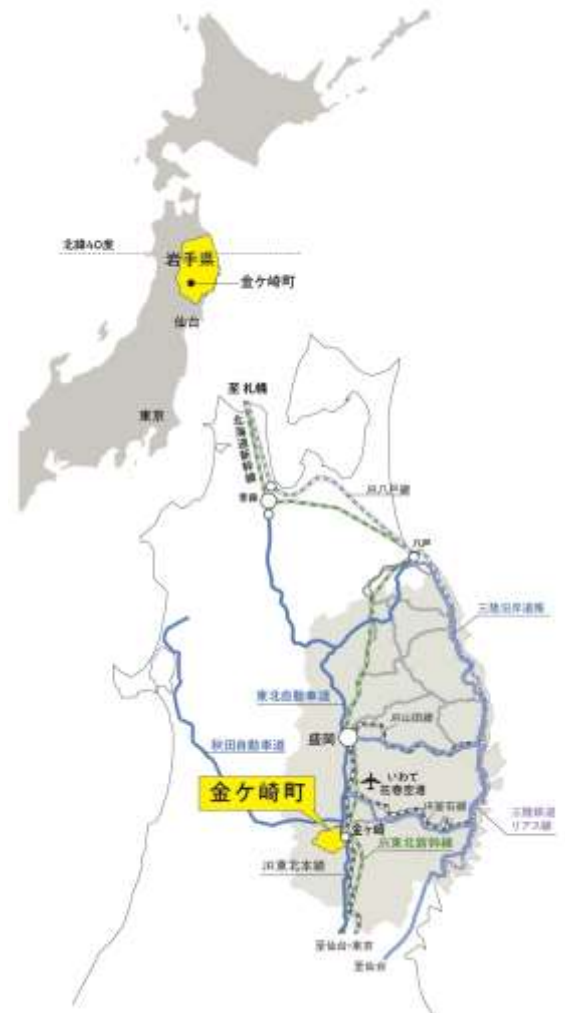 北緯40度
岩手県
金ケ崎町
仙台
東京
至 札幌
北海道新幹線
青森
JR八戸線
八戸
三陸沿岸道路
東北自動車道
JR山田線
秋田自動車道
盛岡
いわて
花巻空港
金ケ崎町
JR釜石線
三陸鉄道
リアス線
金ケ崎
JR東北新幹線
JR東北本線
至仙台・東京
至仙台